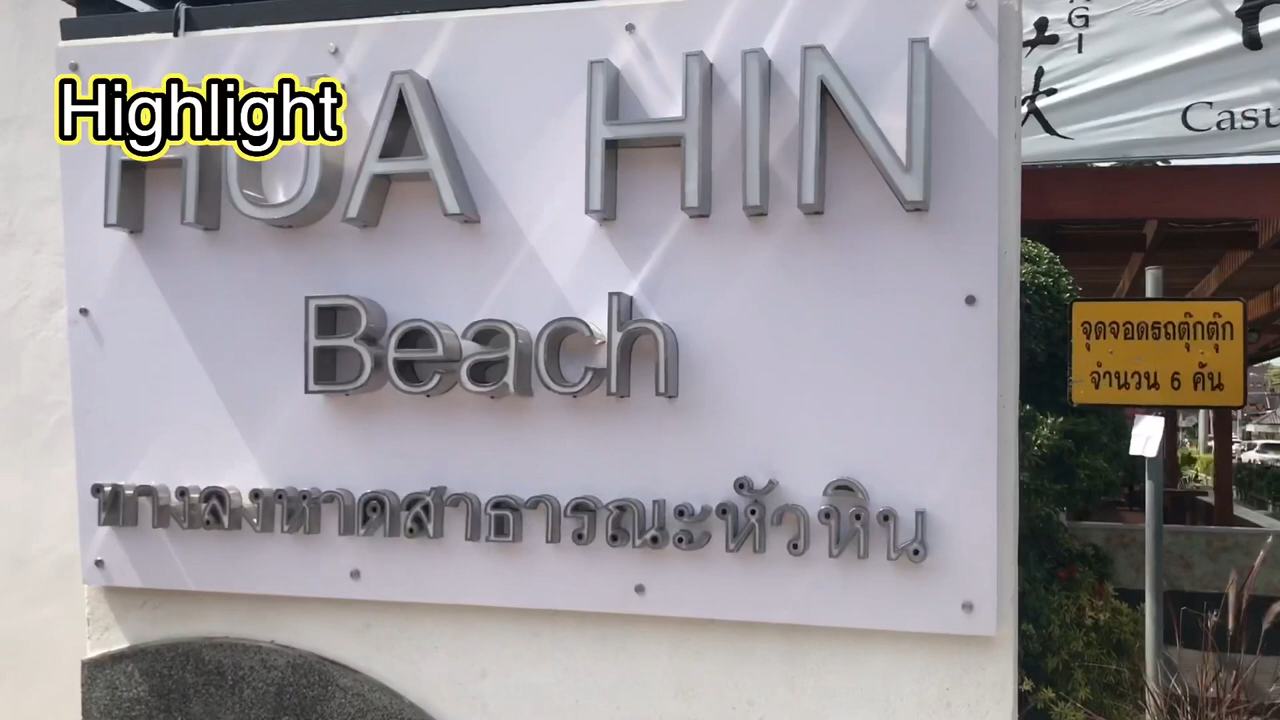 Highlight
HUA HIN
Beach
ทางลงหาดสาธารณะหัวหิน
จุดจอดรถตุ๊กตุ๊ก
จำนวน 6 คัน